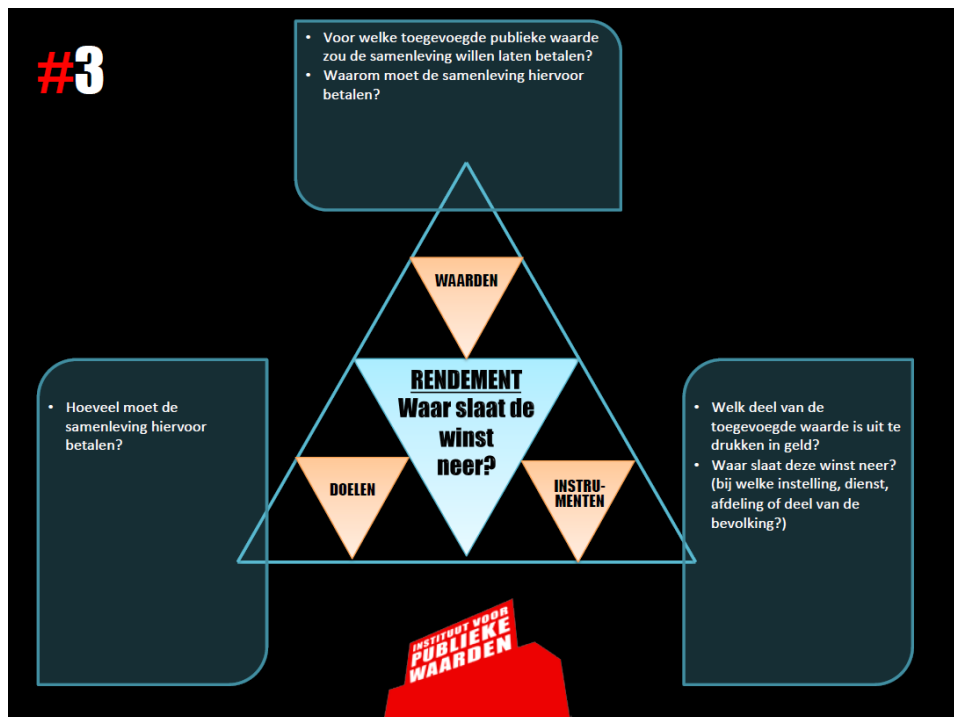 #3
• Voor welke toegevoegde publieke waarde
zou de samenleving willen laten betalen?
• Waarom moet de samenleving hiervoor
betalen?
WAARDEN
RENDEMENT
Waar slaat de
winst
neer?
DOELEN
INSTRU-
MENTEN
• Hoeveel moet de
samenleving hiervoor
betalen?
• Welk deel van de
toegevoegde waarde is uit te
drukken in geld?
• Waar slaat deze winst neer?
(bij welke instelling, dienst,
afdeling of deel van de
bevolking?)
INSTITUUT VOOR
PUBLIEKE
WAARDEN